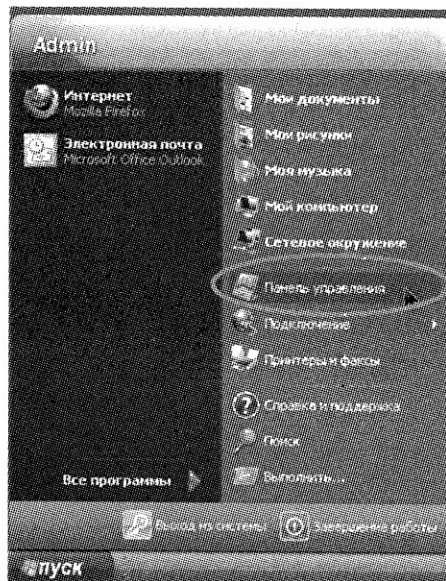 Admin
Интернет
Mozilla Firefox
Электронная почта
Microsoft Office Outlook
Все программы
Мои документы
Мои рисунки
Моя музыка
Мой компьютер
Сетевое окружение
Панель управления
Подключение
Принтеры и факсы
Справка и поддержка
Поиск
Выполнить...
Выход из системы
Завершение работы
пуск